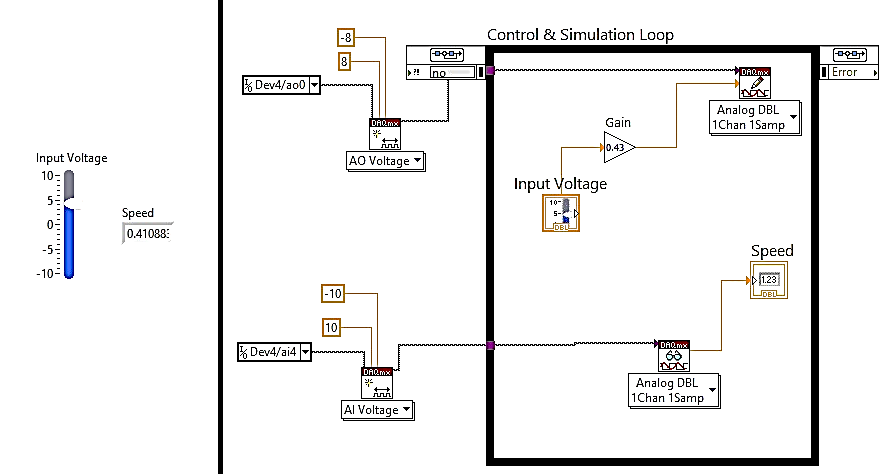 Input Voltage
10
5
0
-5
-10
Speed
0.41088
Control & Simulation Loop
-8
8
Dev4/ao0
DAQmx
AO Voltage
no
Error
DAQmx
Analog DBL
1Chan 1Samp
Gain
0.43
Input Voltage
10
5
DBL
Speed
1.23
DBL
-10
10
Dev4/ai4
DAQmx
AI Voltage
DAQmx
Analog DBL
1Chan 1Samp